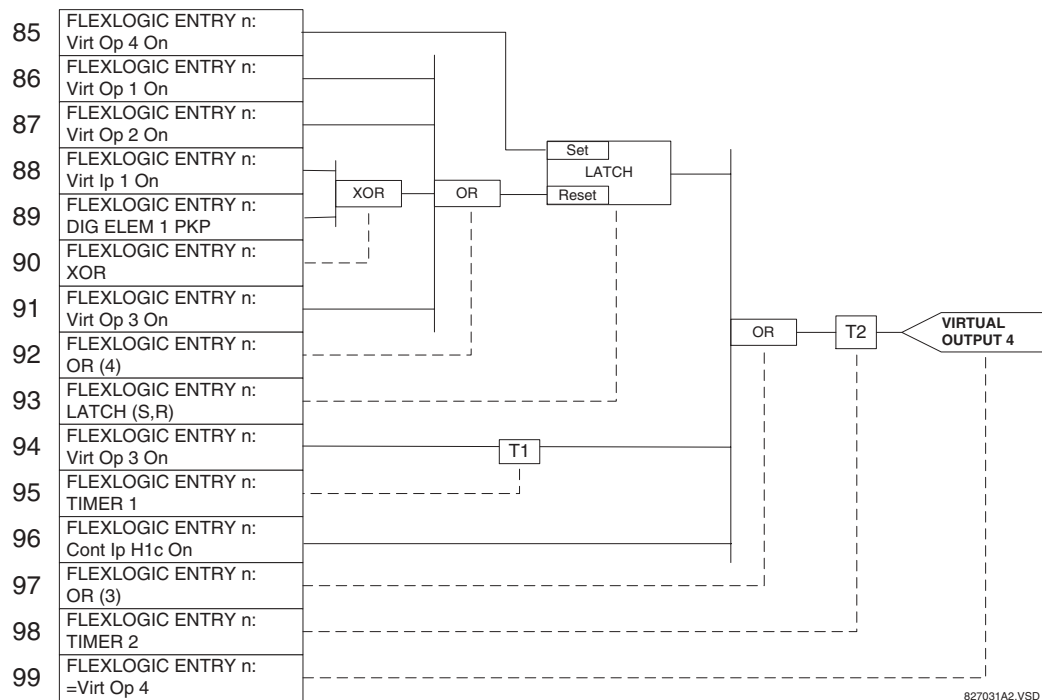 85
FLEXLOGIC ENTRY n:
Virt Op 4 On
86
FLEXLOGIC ENTRY n:
Virt Op 1 On
87
FLEXLOGIC ENTRY n:
Virt Op 2 On
88
FLEXLOGIC ENTRY n:
Virt Ip 1 On
89
FLEXLOGIC ENTRY n:
DIG ELEM 1 PKP
90
FLEXLOGIC ENTRY n:
XOR
91
FLEXLOGIC ENTRY n:
Virt Op 3 On
92
FLEXLOGIC ENTRY n:
OR (4)
93
FLEXLOGIC ENTRY n:
LATCH (S,R)
94
FLEXLOGIC ENTRY n:
Virt Op 3 On
95
FLEXLOGIC ENTRY n:
TIMER 1
96
FLEXLOGIC ENTRY n:
Cont Ip H1c On
97
FLEXLOGIC ENTRY n:
OR (3)
98
FLEXLOGIC ENTRY n:
TIMER 2
99
FLEXLOGIC ENTRY n:
=Virt Op 4
XOR
OR
Set
LATCH
Reset
T1
OR
T2
VIRTUAL
OUTPUT 4
827031A2.VSD